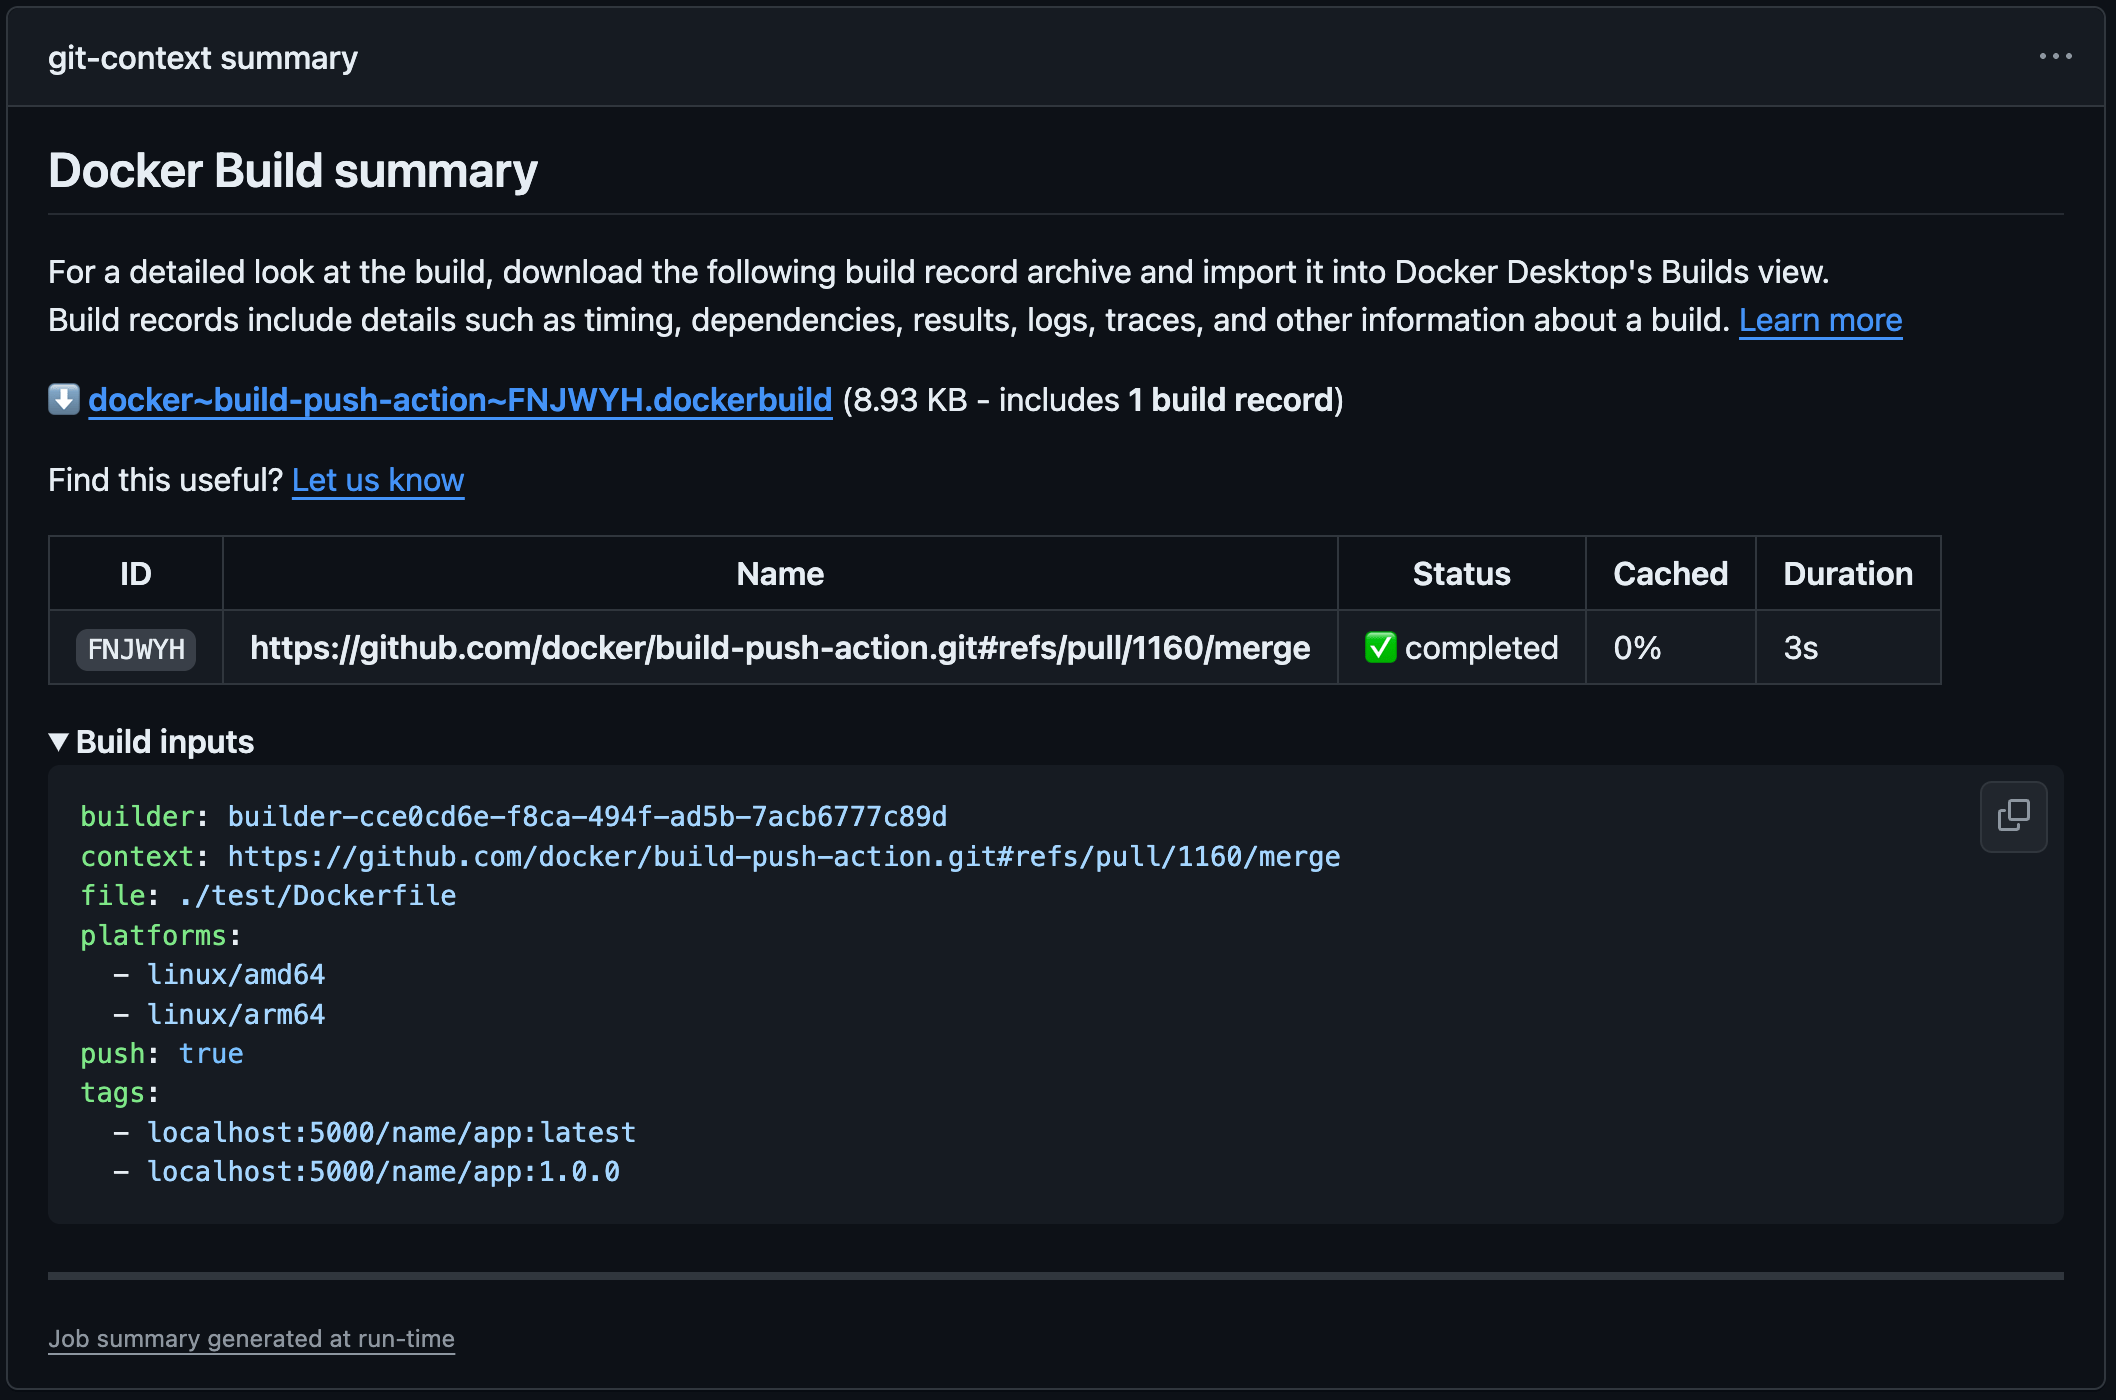 git-context summary
Docker Build summary
For a detailed look at the build, download the following build record archive and import it into Docker Desktop's Builds view.
Build records include details such as timing, dependencies, results, logs, traces, and other information about a build. Learn more
docker~build-push-action~FNJWYH.dockerbuild (8.93 KB - includes 1 build record)
Find this useful? Let us know
ID Name Status Cached Duration
FNJWYH https://github.com/docker/build-push-action.git#refs/pull/1160/merge ✅ completed 0% 3s
▼ Build inputs
builder: builder-cce0cd6e-f8ca-494f-ad5b-7acb6777c89d
context: https://github.com/docker/build-push-action.git#refs/pull/1160/merge
file: ./test/Dockerfile
platforms:
  - linux/amd64
  - linux/arm64
push: true
tags:
  - localhost:5000/name/app:latest
  - localhost:5000/name/app:1.0.0
Job summary generated at run-time